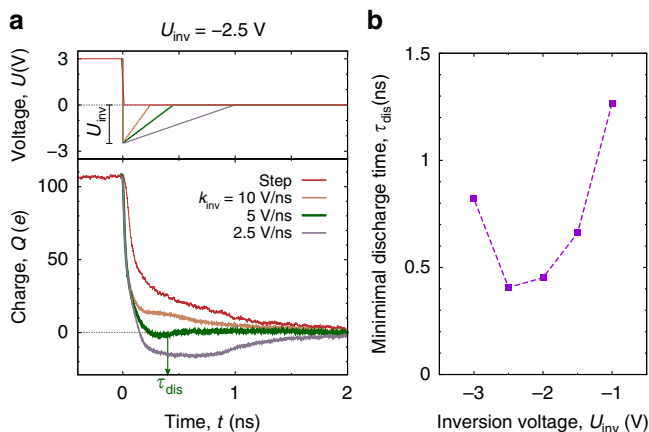 a
U_inv = −2.5 V
Voltage, U(V)
3
0
−3
U_inv
Charge, Q (e)
100
50
0
Step
k_inv = 10 V/ns
5 V/ns
2.5 V/ns
τ_dis
0
1
2
Time, t (ns)
b
Minimimal discharge time, τ_dis(ns)
1.5
1
0.5
0
−3
−2
−1
Inversion voltage, U_inv (V)